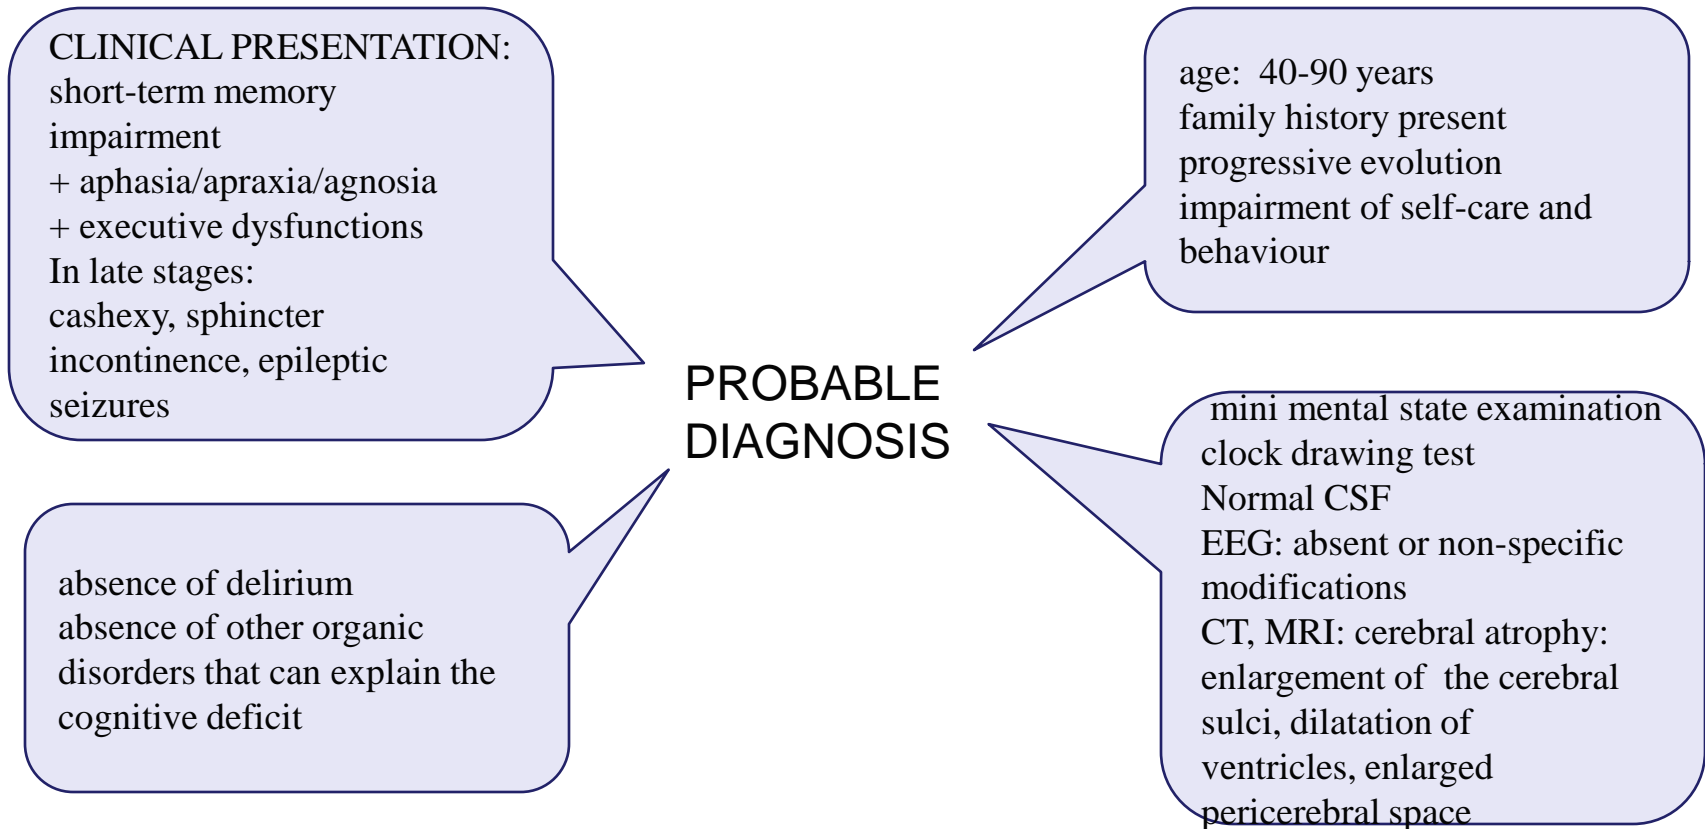 CLINICAL PRESENTATION:
short-term memory
impairment
+ aphasia/apraxia/agnosia
+ executive dysfunctions
In late stages:
cashexy, sphincter
incontinence, epileptic
seizures
age:  40-90 years
family history present
progressive evolution
impairment of self-care and
behaviour
PROBABLE
DIAGNOSIS
absence of delirium
absence of other organic
disorders that can explain the
cognitive deficit
mini mental state examination
clock drawing test
Normal CSF
EEG: absent or non-specific
modifications
CT, MRI: cerebral atrophy:
enlargement of  the cerebral
sulci, dilatation of
ventricles, enlarged
pericerebral space